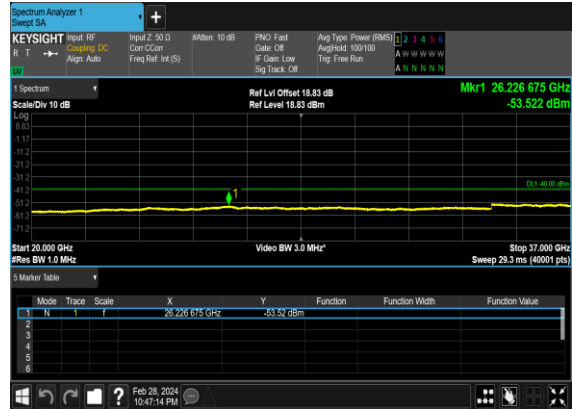 Spectrum Analyzer 1
Swept SA
+
KEYSIGHT Input: RF Input Z: 50 Ω #Atten: 10 dB PNO: Fast Avg Type: Power (RMS) 1 2 3 4 5 6
R T Coupling: DC Corr CCorr Gate: Off Avg|Hold: 100/100 A W W W W W
Align: Auto Freq Ref: Int (S) IF Gain: Low Trig: Free Run
Sig Track: Off A N N N N N
1 Spectrum Ref Lvl Offset 18.83 dB Mkr1 26.226 675 GHz
Scale/Div 10 dB Ref Level 18.83 dBm -53.522 dBm
Log
8.83
-1.17
-11.2
-21.2
-31.2
DL1 -40.00 dBm
-41.2
1
-51.2
-61.2
-71.2
Start 20.000 GHz Video BW 3.0 MHz* Stop 37.000 GHz
#Res BW 1.0 MHz Sweep 29.3 ms (40001 pts)
5 Marker Table
Mode Trace Scale X Y Function Function Width Function Value
1 N 1 f 26.226 675 GHz -53.52 dBm
2
3
4
5
6
? Feb 28, 2024
10:47:14 PM